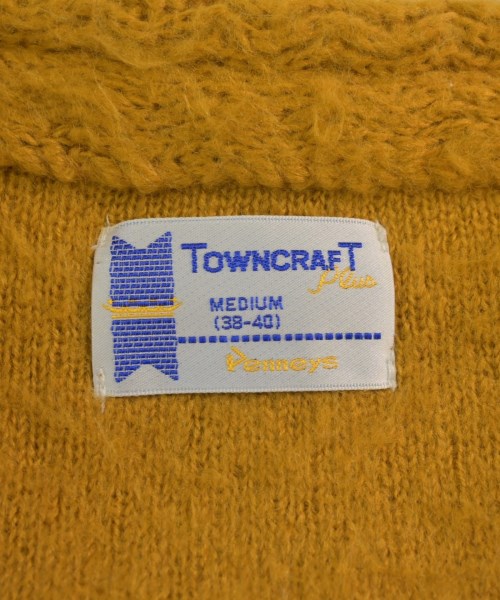 TOWNCRAFT
Plus
MEDIUM
(38-40)
Penneys